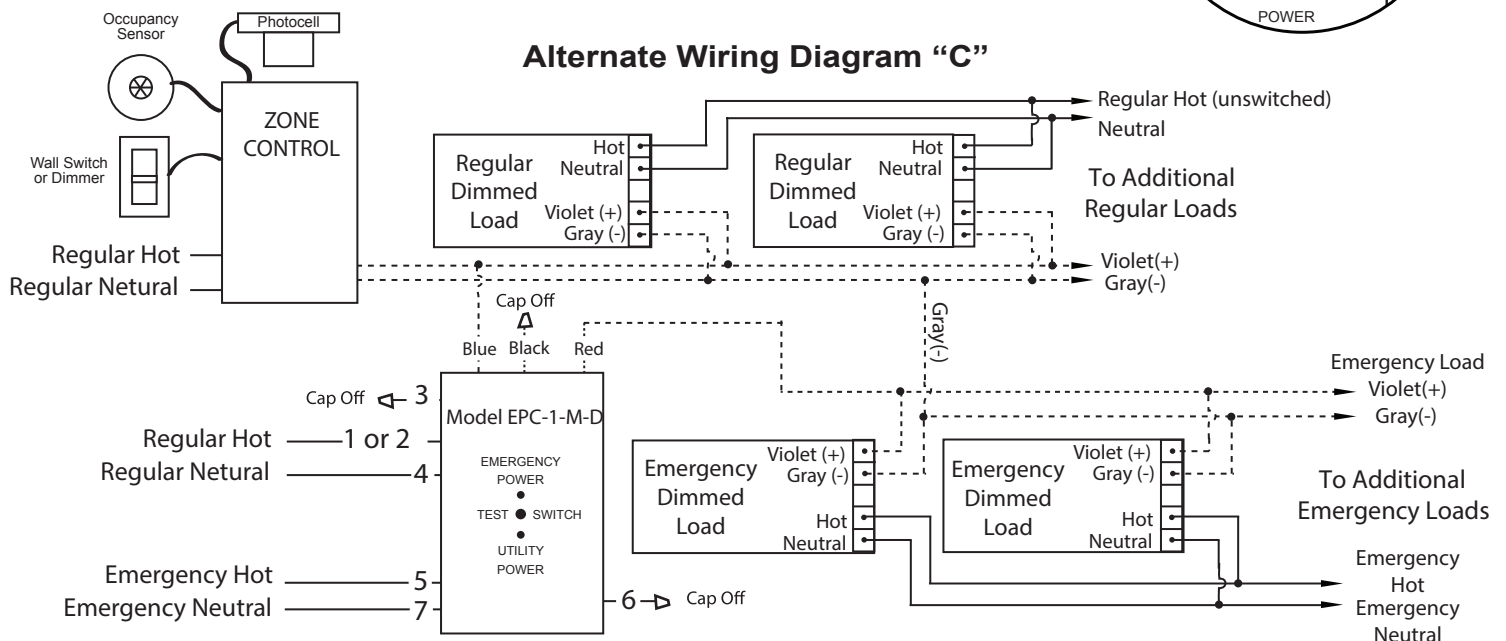 POWER
Alternate Wiring Diagram “C”
Occupancy
Sensor
Photocell
ZONE
CONTROL
Wall Switch
or Dimmer
Regular Hot
Regular Netural
Regular
Dimmed
Load
Hot
Neutral
Violet (+)
Gray (-)
Regular
Dimmed
Load
Hot
Neutral
Violet (+)
Gray (-)
Regular Hot (unswitched)
Neutral
To Additional
Regular Loads
Violet(+)
Gray(-)
Gray(-)
Cap Off
Blue
Black
Red
Cap Off
3
Regular Hot
1 or 2
Regular Netural
4
Emergency Hot
5
Emergency Neutral
7
Model EPC-1-M-D
EMERGENCY
POWER
TEST SWITCH
UTILITY
POWER
6
Cap Off
Emergency
Dimmed
Load
Violet (+)
Gray (-)
Hot
Neutral
Emergency
Dimmed
Load
Violet (+)
Gray (-)
Hot
Neutral
Emergency Load
Violet(+)
Gray(-)
To Additional
Emergency Loads
Emergency
Hot
Emergency
Neutral